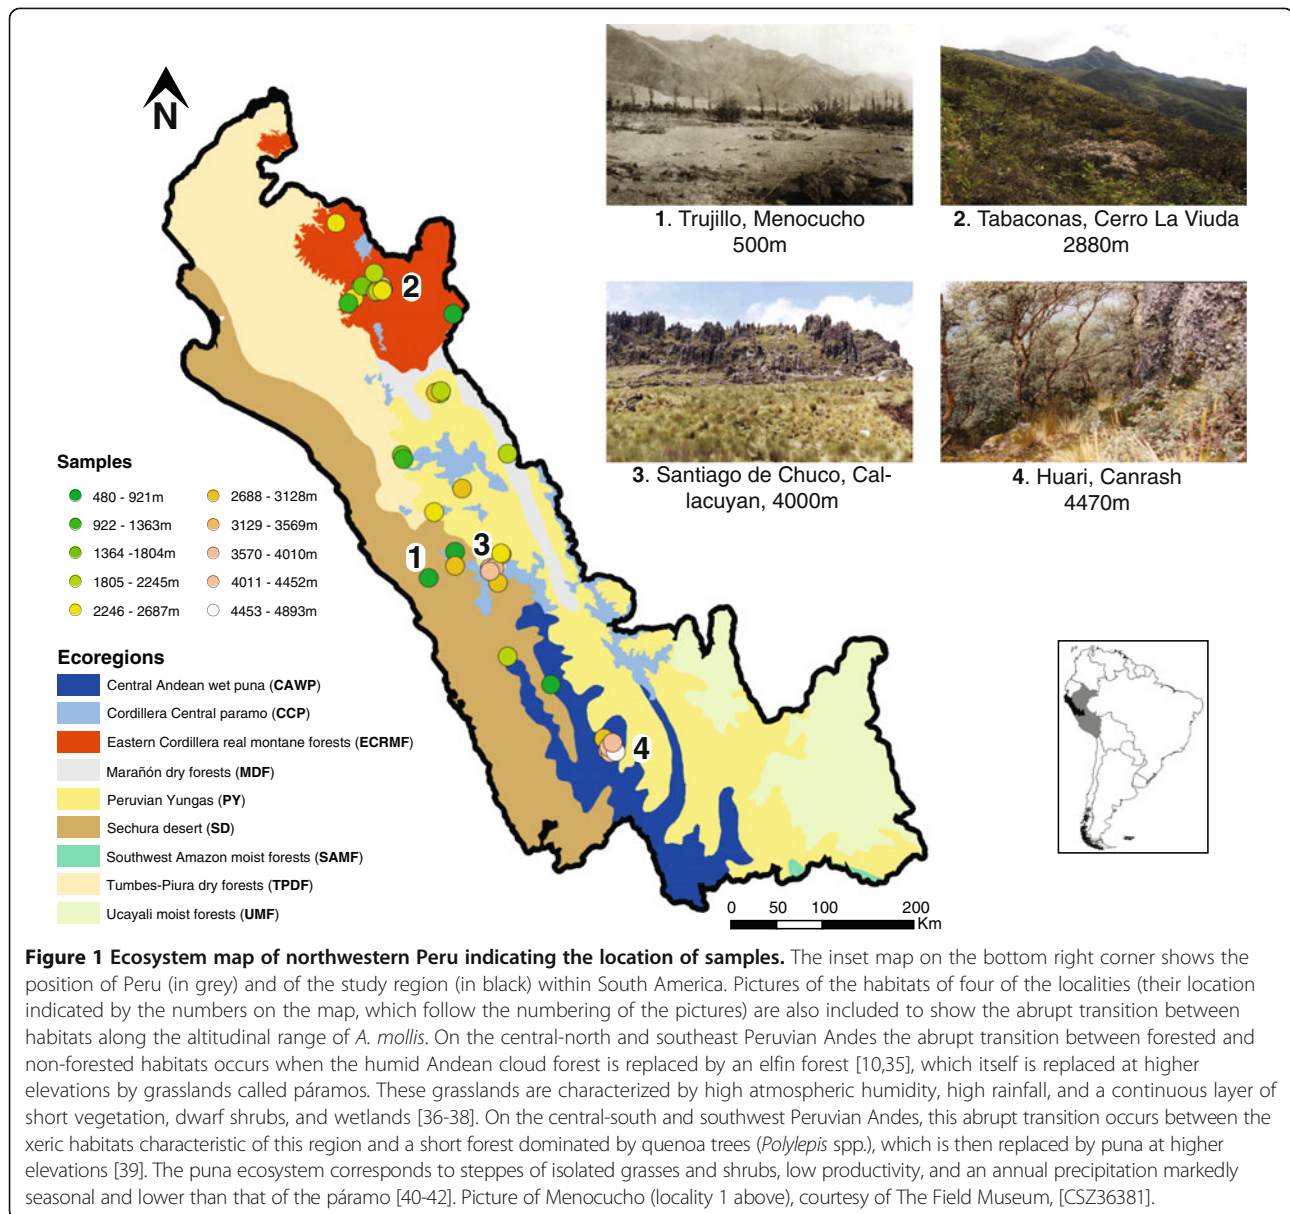 N
1. Trujillo, Menocucho
500m
2. Tabaconas, Cerro La Viuda
2880m
3. Santiago de Chuco, Cal-
lacuyan, 4000m
4. Huari, Canrash
4470m
2
3
1
4
Samples
480 - 921m
922 - 1363m
1364 -1804m
1805 - 2245m
2246 - 2687m
2688 - 3128m
3129 - 3569m
3570 - 4010m
4011 - 4452m
4453 - 4893m
Ecoregions
Central Andean wet puna (CAWP)
Cordillera Central paramo (CCP)
Eastern Cordillera real montane forests (ECRMF)
Marañón dry forests (MDF)
Peruvian Yungas (PY)
Sechura desert (SD)
Southwest Amazon moist forests (SAMF)
Tumbes-Piura dry forests (TPDF)
Ucayali moist forests (UMF)
0 50 100 200
Km
Figure 1 Ecosystem map of northwestern Peru indicating the location of samples. The inset map on the bottom right corner shows the
position of Peru (in grey) and of the study region (in black) within South America. Pictures of the habitats of four of the localities (their location
indicated by the numbers on the map, which follow the numbering of the pictures) are also included to show the abrupt transition between
habitats along the altitudinal range of A. mollis. On the central-north and southeast Peruvian Andes the abrupt transition between forested and
non-forested habitats occurs when the humid Andean cloud forest is replaced by an elfin forest [10,35], which itself is replaced at higher
elevations by grasslands called páramos. These grasslands are characterized by high atmospheric humidity, high rainfall, and a continuous layer of
short vegetation, dwarf shrubs, and wetlands [36-38]. On the central-south and southwest Peruvian Andes, this abrupt transition occurs between the
xeric habitats characteristic of this region and a short forest dominated by quenoa trees (Polylepis spp.), which is then replaced by puna at higher
elevations [39]. The puna ecosystem corresponds to steppes of isolated grasses and shrubs, low productivity, and an annual precipitation markedly
seasonal and lower than that of the páramo [40-42]. Picture of Menocucho (locality 1 above), courtesy of The Field Museum, [CSZ36381].